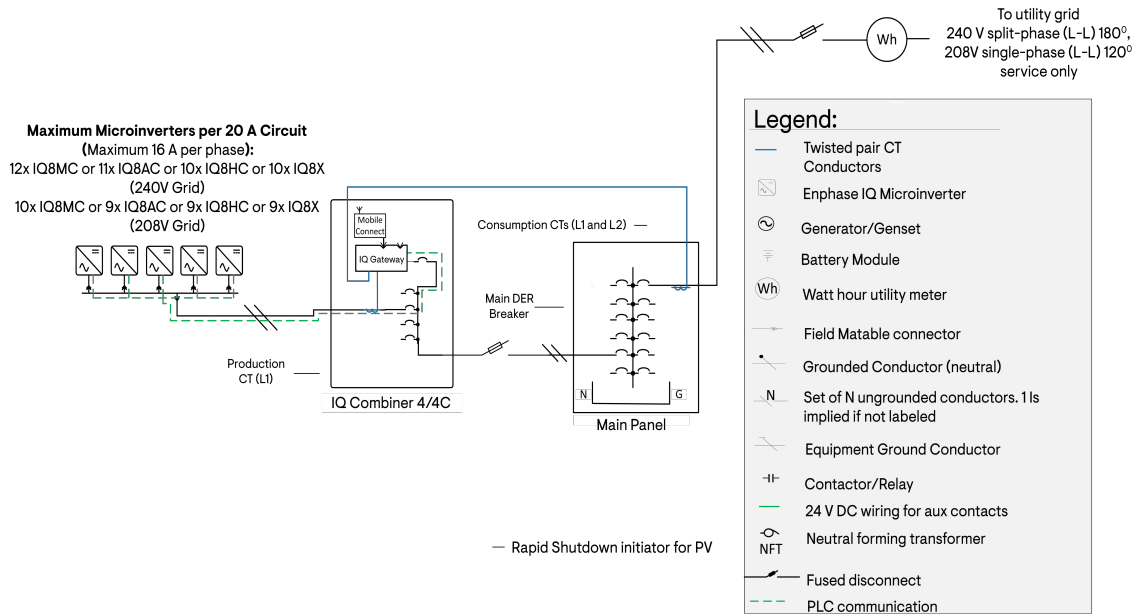 To utility grid
240 V split-phase (L-L) 180⁰,
208V single-phase (L-L) 120⁰
service only
Wh
Maximum Microinverters per 20 A Circuit
(Maximum 16 A per phase):
12x IQ8MC or 11x IQ8AC or 10x IQ8HC or 10x IQ8X
(240V Grid)
10x IQ8MC or 9x IQ8AC or 9x IQ8HC or 9x IQ8X
(208V Grid)
Mobile
Connect
IQ Gateway
Production
CT (L1)
IQ Combiner 4/4C
Consumption CTs (L1 and L2)
Main DER
Breaker
N
G
Main Panel
Rapid Shutdown initiator for PV
Legend:
Twisted pair CT
Conductors
Enphase IQ Microinverter
Generator/Genset
Battery Module
Wh
Watt hour utility meter
Field Matable connector
Grounded Conductor (neutral)
N
Set of N ungrounded conductors. 1 Is
implied if not labeled
Equipment Ground Conductor
Contactor/Relay
24 V DC wiring for aux contacts
Neutral forming transformer
NFT
Fused disconnect
PLC communication